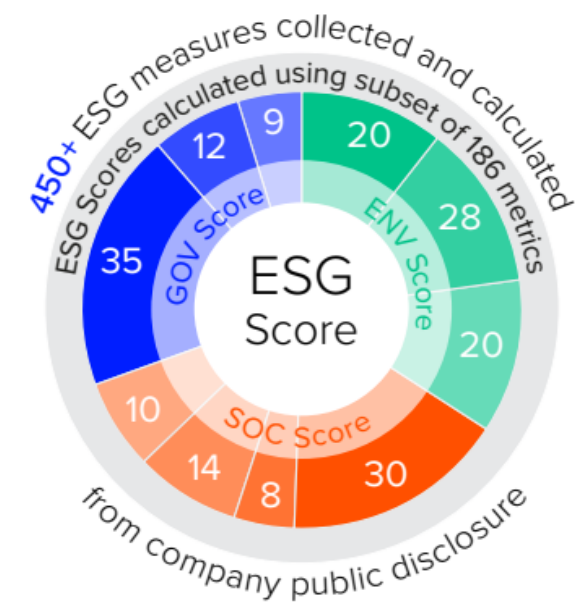 450+ ESG measures collected and calculated
ESG Scores calculated using subset of 186 metrics
20
28
20
ENV Score
30
8
14
10
SOC Score
35
12
9
GOV Score
ESG
Score
from company public disclosure